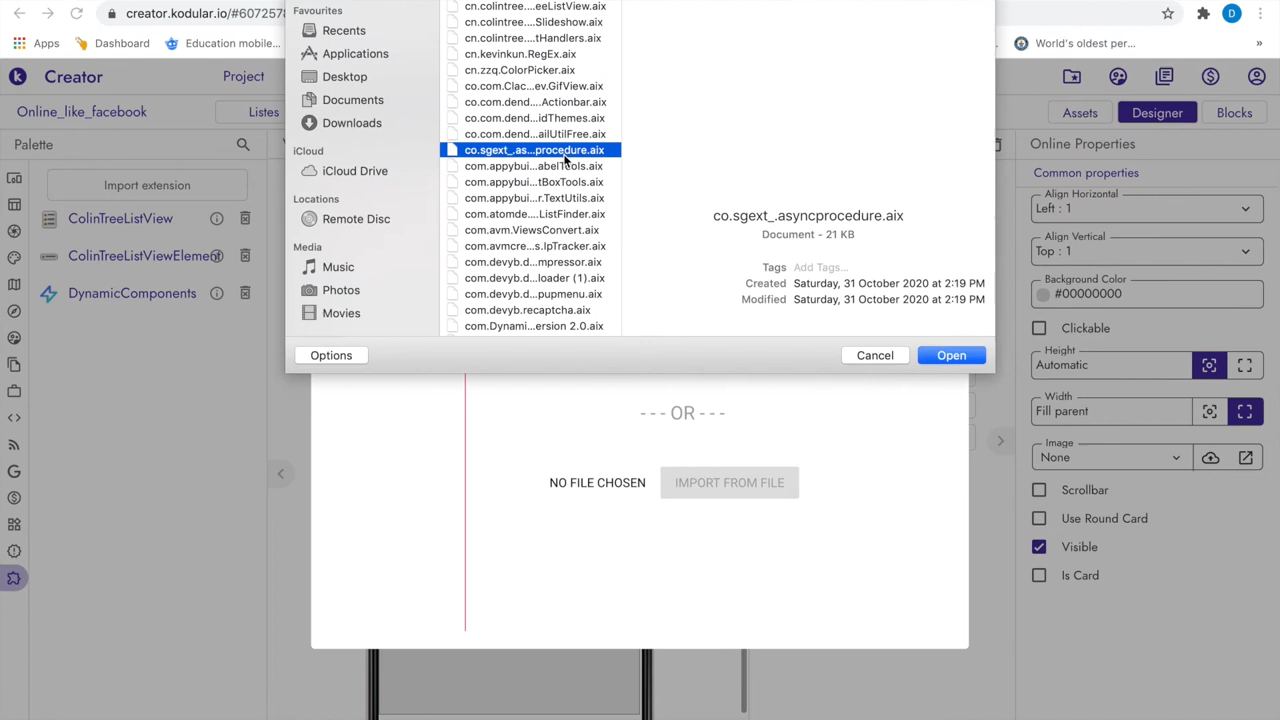 creator.kodular.io/#6072578
Apps
Dashboard
Education mobile...
World's oldest per...
»
Creator
Project
Online_like_facebook
Listes
Assets
Designer
Blocks
Palette
Import extension
ColinTreeListView
ColinTreeListViewElement
DynamicComponents
Favourites
Recents
Applications
Desktop
Documents
Downloads
iCloud
iCloud Drive
Locations
Remote Disc
Media
Music
Photos
Movies
cn.colintree....eeListView.aix
cn.colintree....Slideshow.aix
cn.colintree....tHandlers.aix
cn.kevinkun.RegEx.aix
cn.zzq.ColorPicker.aix
co.com.Clac...ev.GifView.aix
co.com.dend....Actionbar.aix
co.com.dend...idThemes.aix
co.com.dend...ailUtilFree.aix
co.sgext_.as...procedure.aix
com.appybui...abelTools.aix
com.appybui...tBoxTools.aix
com.appybui...r.TextUtils.aix
com.atomde....ListFinder.aix
com.avm.ViewsConvert.aix
com.avmcre...s.IpTracker.aix
com.devyb.d...mpressor.aix
com.devyb.d...loader (1).aix
com.devyb.d...pupmenu.aix
com.devyb.recaptcha.aix
com.Dynami...ersion 2.0.aix
co.sgext_.asyncprocedure.aix
Document - 21 KB
Tags Add Tags...
Created Saturday, 31 October 2020 at 2:19 PM
Modified Saturday, 31 October 2020 at 2:19 PM
Options
Cancel
Open
--- OR ---
NO FILE CHOSEN
IMPORT FROM FILE
Online Properties
Common properties
Align Horizontal
Left : 1
Align Vertical
Top : 1
Background Color
#00000000
Clickable
Height
Automatic
Width
Fill parent
Image
None
Scrollbar
Use Round Card
Visible
Is Card
D